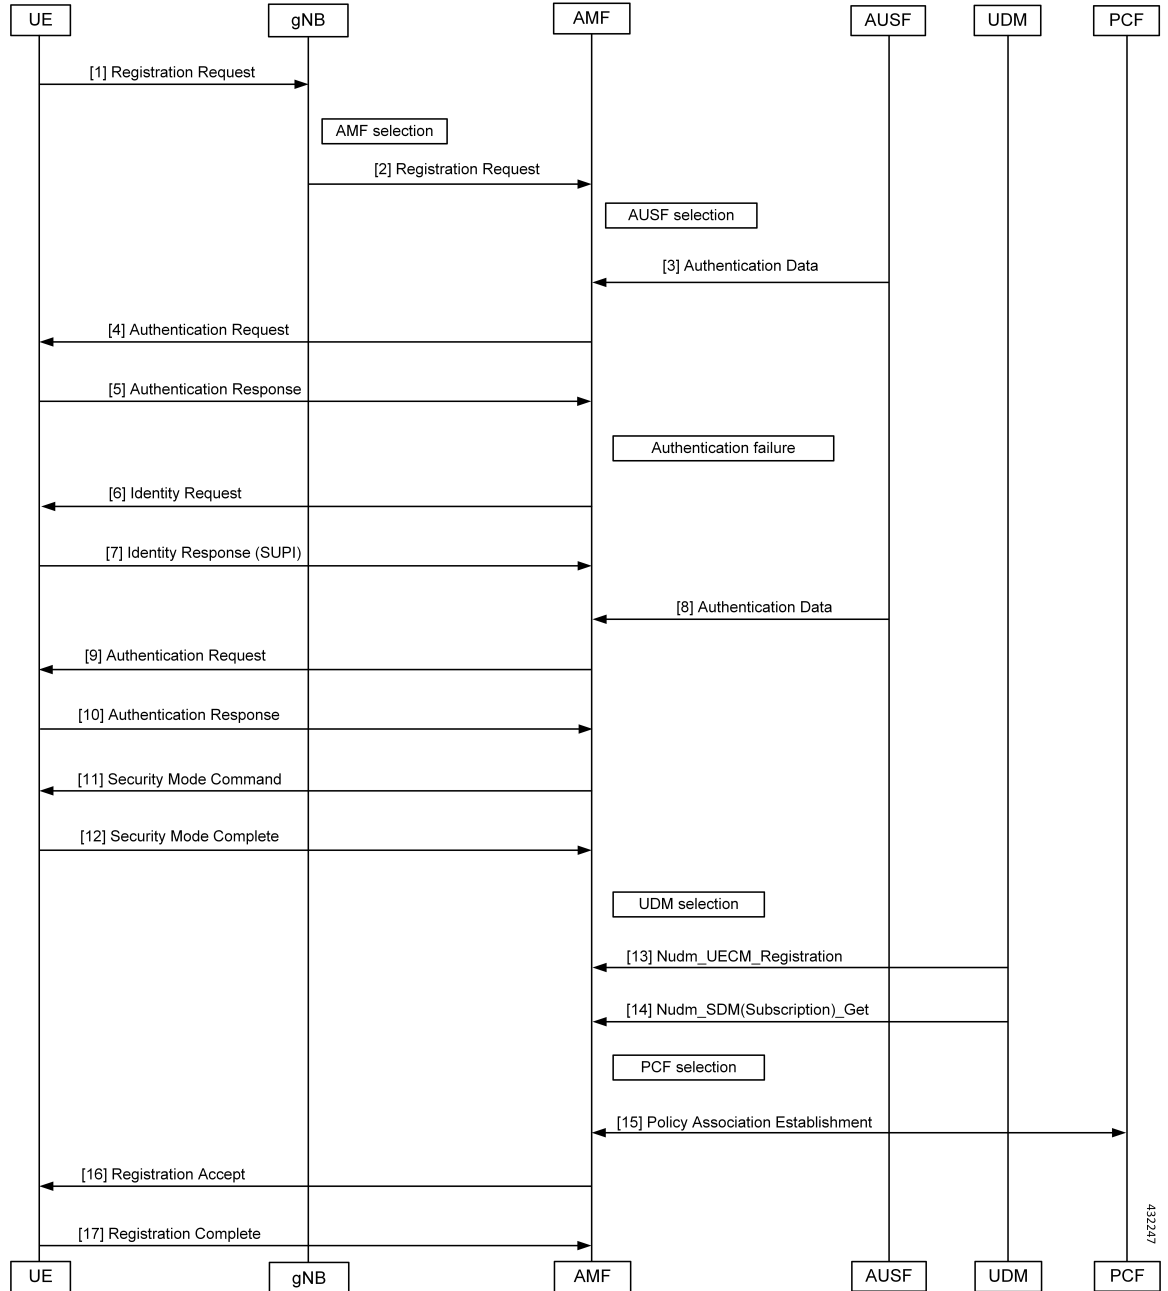 UE
gNB
AMF
AUSF
UDM
PCF
[1] Registration Request
AMF selection
[2] Registration Request
AUSF selection
[3] Authentication Data
[4] Authentication Request
[5] Authentication Response
Authentication failure
[6] Identity Request
[7] Identity Response (SUPI)
[8] Authentication Data
[9] Authentication Request
[10] Authentication Response
[11] Security Mode Command
[12] Security Mode Complete
UDM selection
[13] Nudm_UECM_Registration
[14] Nudm_SDM(Subscription)_Get
PCF selection
[15] Policy Association Establishment
[16] Registration Accept
[17] Registration Complete
432247
UE
gNB
AMF
AUSF
UDM
PCF